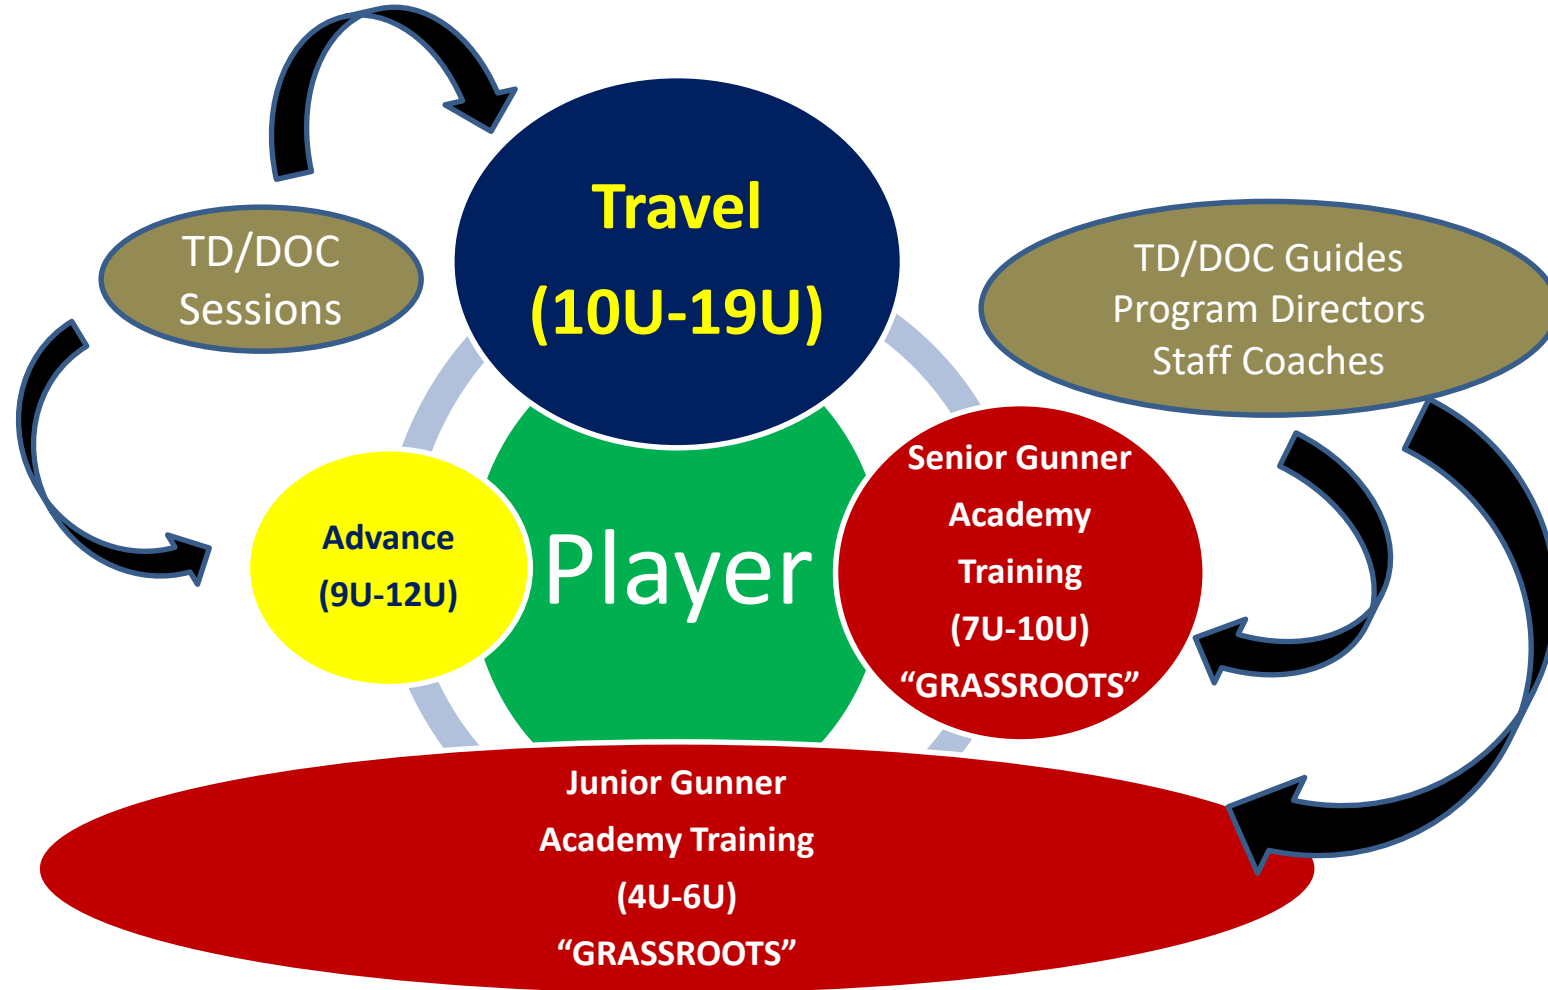 Travel
(10U-19U)
TD/DOC
Sessions
TD/DOC Guides
Program Directors
Staff Coaches
Senior Gunner
Academy
Training
(7U-10U)
“GRASSROOTS”
Advance
(9U-12U)
Player
Junior Gunner
Academy Training
(4U-6U)
“GRASSROOTS”